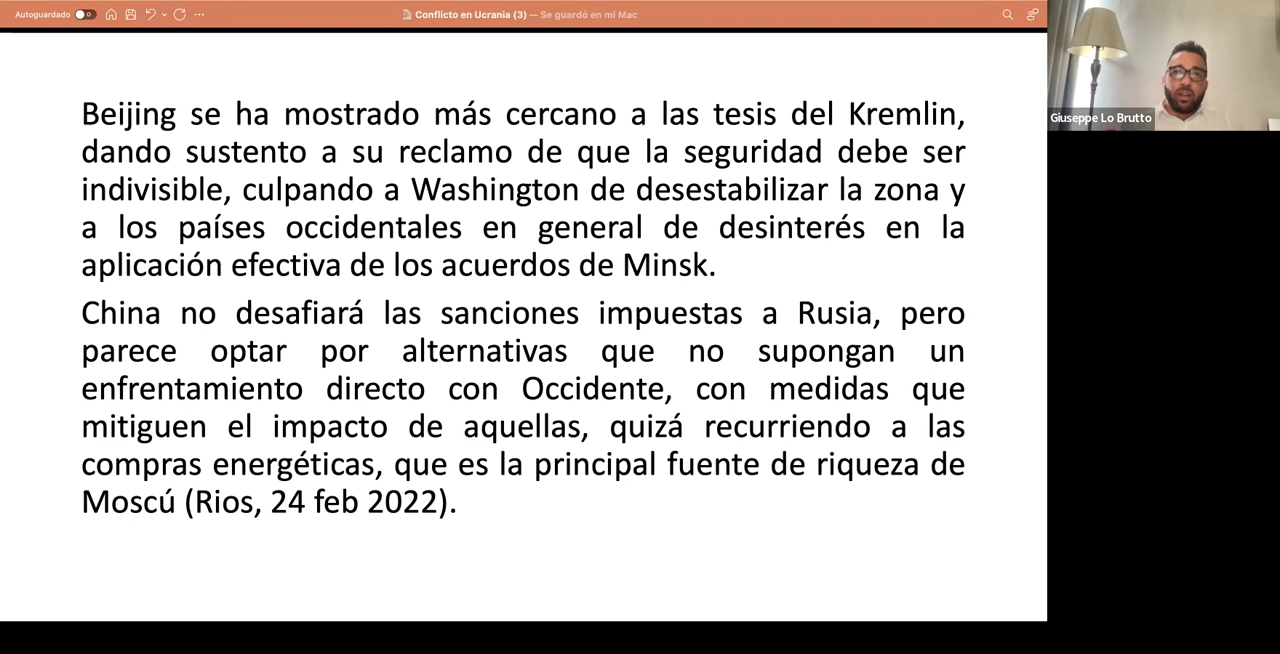 Autoguardado
Conflicto en Ucrania (3) — Se guardó en mi Mac
Beijing se ha mostrado más cercano a las tesis del Kremlin,
dando sustento a su reclamo de que la seguridad debe ser
indivisible, culpando a Washington de desestabilizar la zona y
a los países occidentales en general de desinterés en la
aplicación efectiva de los acuerdos de Minsk.
China no desafiará las sanciones impuestas a Rusia, pero
parece optar por alternativas que no supongan un
enfrentamiento directo con Occidente, con medidas que
mitiguen el impacto de aquellas, quizá recurriendo a las
compras energéticas, que es la principal fuente de riqueza de
Moscú (Rios, 24 feb 2022).
Giuseppe Lo Brutto